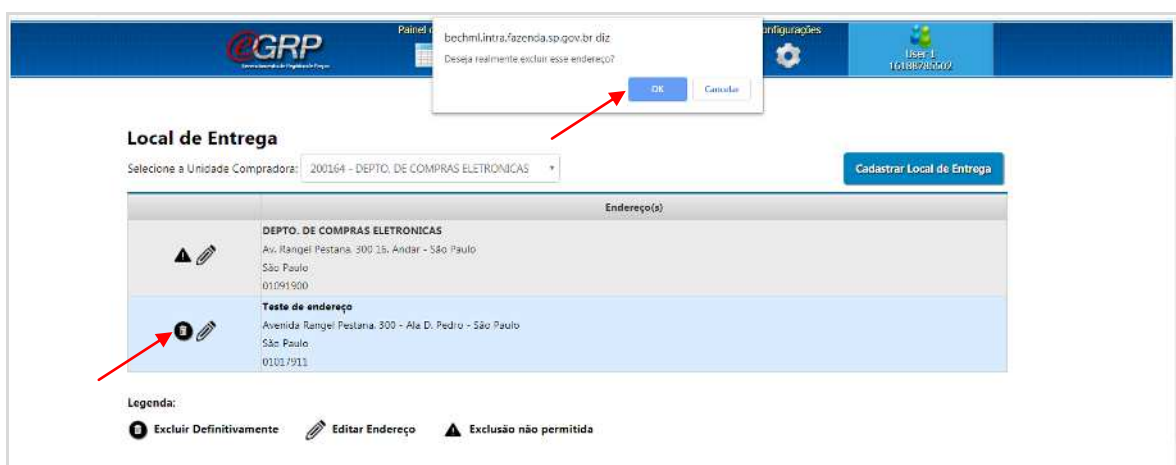 eGRP
Painel
onfigurações
User 1
bechml.intra.fazenda.sp.gov.br diz
Deseja realmente excluir esse endereço?
OK
Cancelar
Local de Entrega
Selecione a Unidade Compradora: 200164 - DEPTO. DE COMPRAS ELETRONICAS
Cadastrar Local de Entrega
Endereço(s)
DEPTO. DE COMPRAS ELETRONICAS
Av. Rangel Pestana, 300 15. Andar - São Paulo
São Paulo
01091900
Teste de endereço
Avenida Rangel Pestana, 300 - Ala D. Pedro - São Paulo
São Paulo
01017911
Legenda:
Excluir Definitivamente Editar Endereço Exclusão não permitida